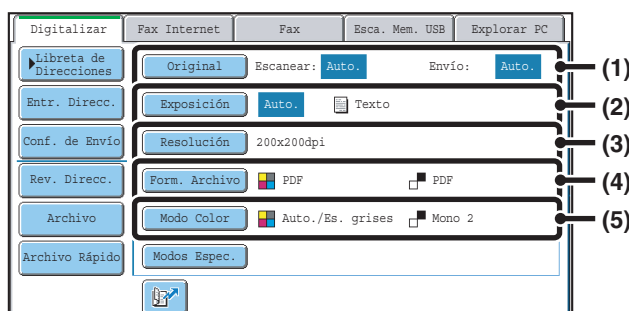 Digitalizar Fax Internet Fax Esca. Mem. USB Explorar PC
Libreta de
Direcciones
Original Escanear: Auto. Envío: Auto. (1)
Entr. Direcc. Exposición Auto. Texto (2)
Conf. de Envío Resolución 200x200dpi (3)
Rev. Direcc. Form. Archivo PDF PDF (4)
Archivo Modo Color Auto./Es. grises Mono 2 (5)
Archivo Rápido Modos Espec.